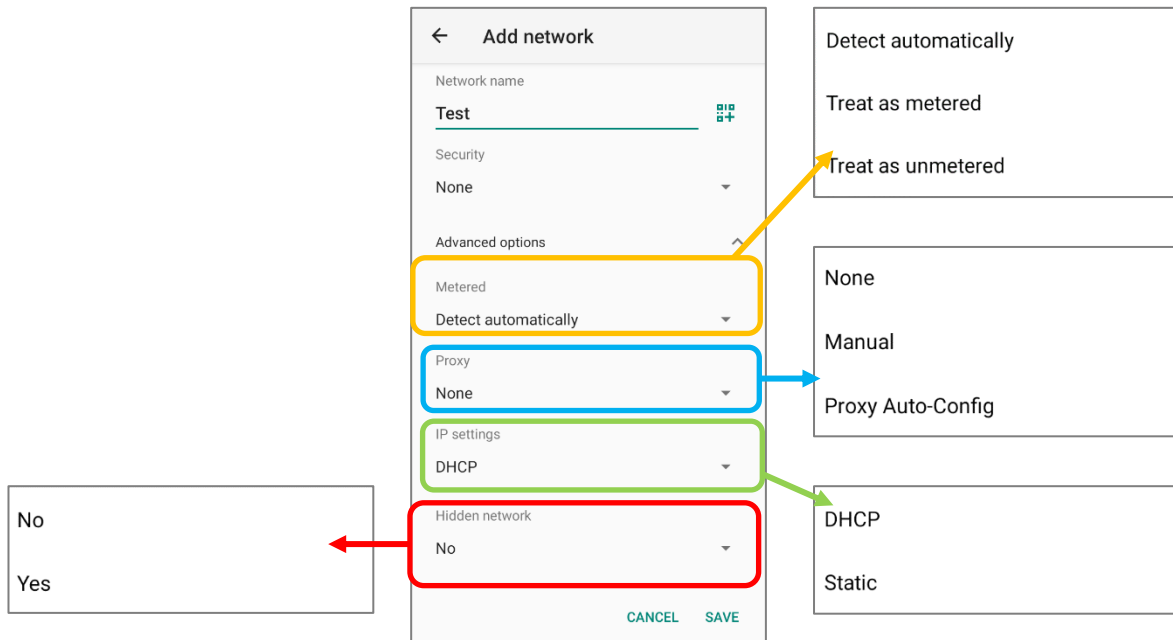 Add network
Network name
Test
Security
None
Advanced options
Metered
Detect automatically
Proxy
None
IP settings
DHCP
Hidden network
No
CANCEL SAVE
Detect automatically
Treat as metered
Treat as unmetered
None
Manual
Proxy Auto-Config
DHCP
Static
No
Yes